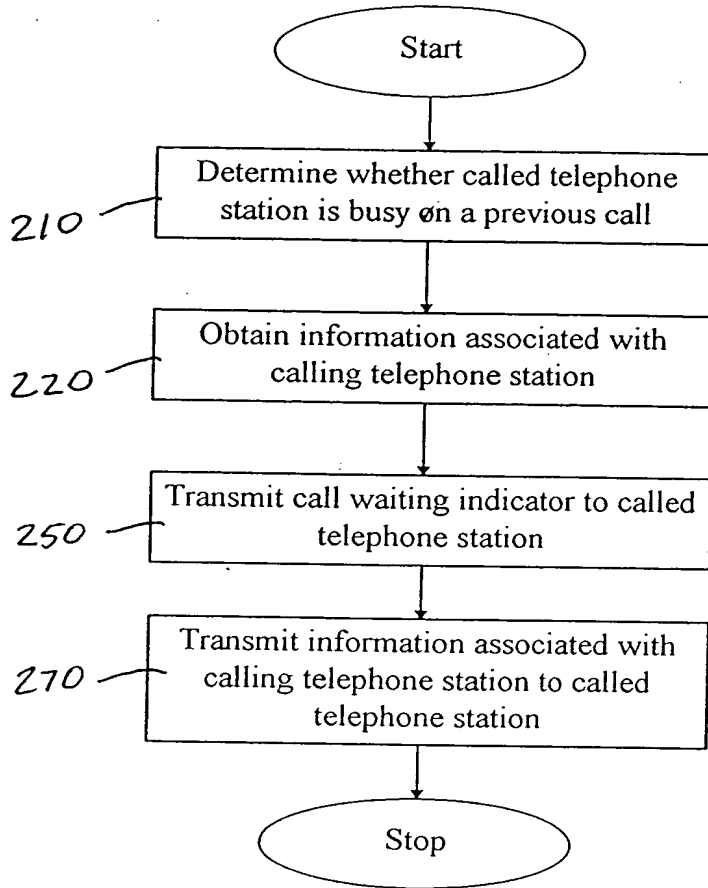 Start
Determine whether called telephone
station is busy on a previous call
210
Obtain information associated with
calling telephone station
220
Transmit call waiting indicator to called
telephone station
250
Transmit information associated with
calling telephone station to called
telephone station
270
Stop